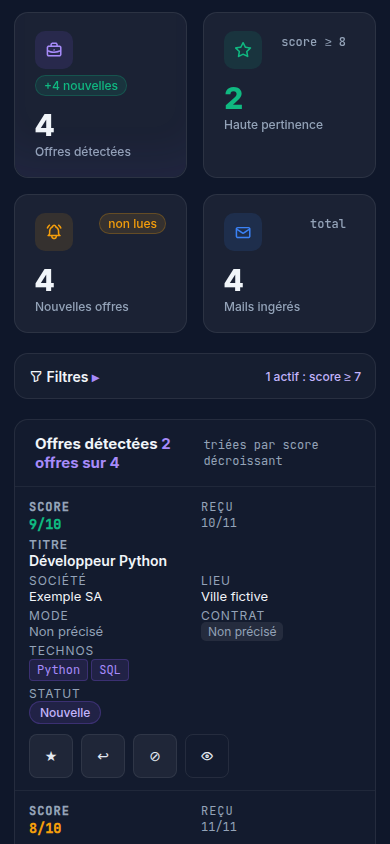 +4 nouvelles
4
Offres détectées
score ≥ 8
2
Haute pertinence
non lues
4
Nouvelles offres
total
4
Mails ingérés
Filtres ▸
1 actif : score ≥ 7
Offres détectées 2
offres sur 4
triées par score
décroissant
SCORE
9/10
REÇU
10/11
TITRE
Développeur Python
SOCIÉTÉ
Exemple SA
LIEU
Ville fictive
MODE
Non précisé
CONTRAT
Non précisé
TECHNOS
Python SQL
STATUT
Nouvelle
SCORE
8/10
REÇU
11/11